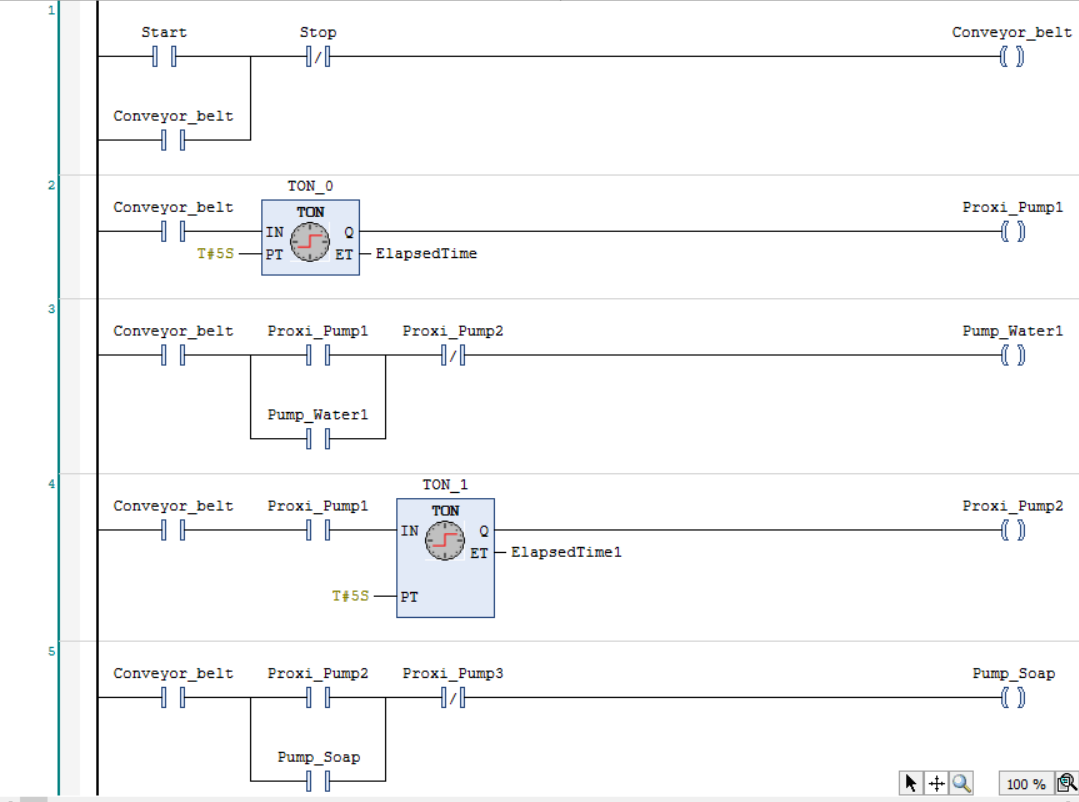 1
Start Stop Conveyor_belt
Conveyor_belt
2
TON_0
Conveyor_belt TON Proxi_Pump1
IN Q
T#5S PT ET ElapsedTime
3
Conveyor_belt Proxi_Pump1 Proxi_Pump2 Pump_Water1
Pump_Water1
4
TON_1
Conveyor_belt Proxi_Pump1 TON Proxi_Pump2
IN Q
ET ElapsedTime1
T#5S PT
5
Conveyor_belt Proxi_Pump2 Proxi_Pump3 Pump_Soap
Pump_Soap
100 %